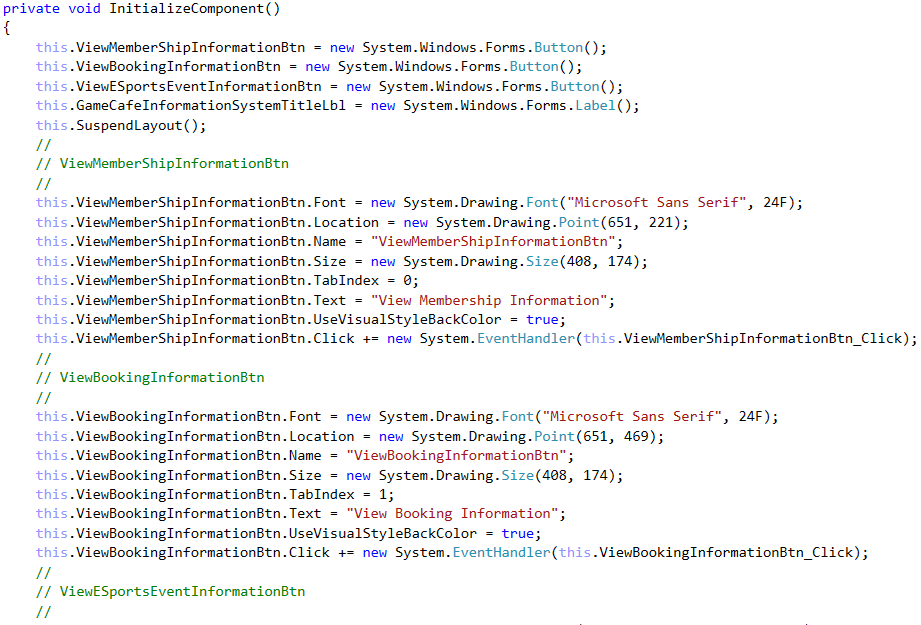 private void InitializeComponent()
{
this.ViewMemberShipInformationBtn = new System.Windows.Forms.Button();
this.ViewBookingInformationBtn = new System.Windows.Forms.Button();
this.ViewESportsEventInformationBtn = new System.Windows.Forms.Button();
this.GameCafeInformationSystemTitleLbl = new System.Windows.Forms.Label();
this.SuspendLayout();
//
// ViewMemberShipInformationBtn
//
this.ViewMemberShipInformationBtn.Font = new System.Drawing.Font("Microsoft Sans Serif", 24F);
this.ViewMemberShipInformationBtn.Location = new System.Drawing.Point(651, 221);
this.ViewMemberShipInformationBtn.Name = "ViewMemberShipInformationBtn";
this.ViewMemberShipInformationBtn.Size = new System.Drawing.Size(408, 174);
this.ViewMemberShipInformationBtn.TabIndex = 0;
this.ViewMemberShipInformationBtn.Text = "View Membership Information";
this.ViewMemberShipInformationBtn.UseVisualStyleBackColor = true;
this.ViewMemberShipInformationBtn.Click += new System.EventHandler(this.ViewMemberShipInformationBtn_Click);
//
// ViewBookingInformationBtn
//
this.ViewBookingInformationBtn.Font = new System.Drawing.Font("Microsoft Sans Serif", 24F);
this.ViewBookingInformationBtn.Location = new System.Drawing.Point(651, 469);
this.ViewBookingInformationBtn.Name = "ViewBookingInformationBtn";
this.ViewBookingInformationBtn.Size = new System.Drawing.Size(408, 174);
this.ViewBookingInformationBtn.TabIndex = 1;
this.ViewBookingInformationBtn.Text = "View Booking Information";
this.ViewBookingInformationBtn.UseVisualStyleBackColor = true;
this.ViewBookingInformationBtn.Click += new System.EventHandler(this.ViewBookingInformationBtn_Click);
//
// ViewESportsEventInformationBtn
//